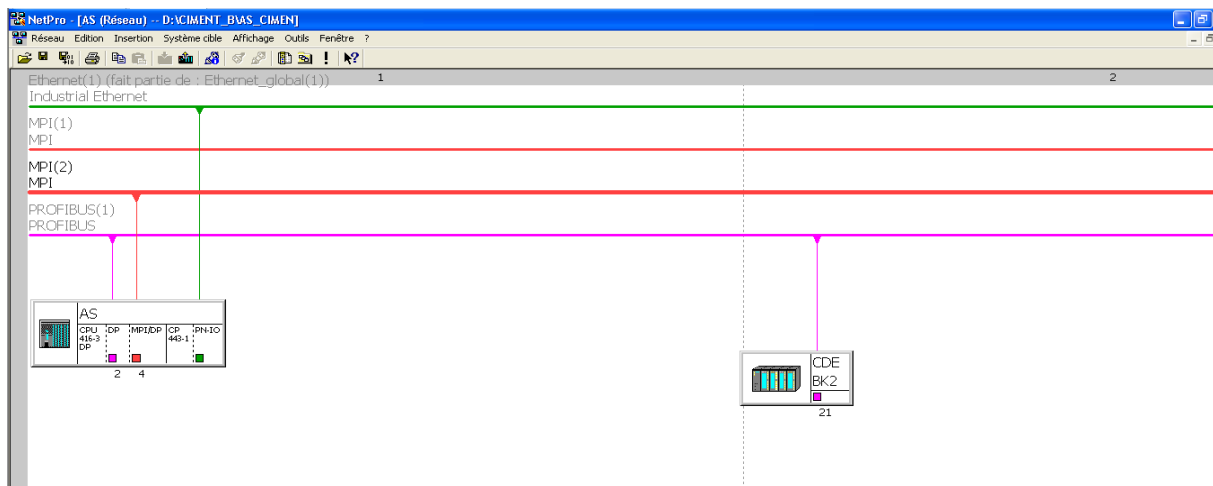 NetPro - [AS (Réseau) -- D:\CIMENT_B\AS_CIMEN]
Réseau Edition Insertion Système cible Affichage Outils Fenêtre ?
Ethernet(1) (fait partie de : Ethernet_global(1)) 1 2
Industrial Ethernet
MPI(1)
MPI
MPI(2)
MPI
PROFIBUS(1)
PROFIBUS
AS
CPU 416-3 DP
DP
MPI/DP
CP 443-1
PN-IO
2 4
CDE
BK2
21